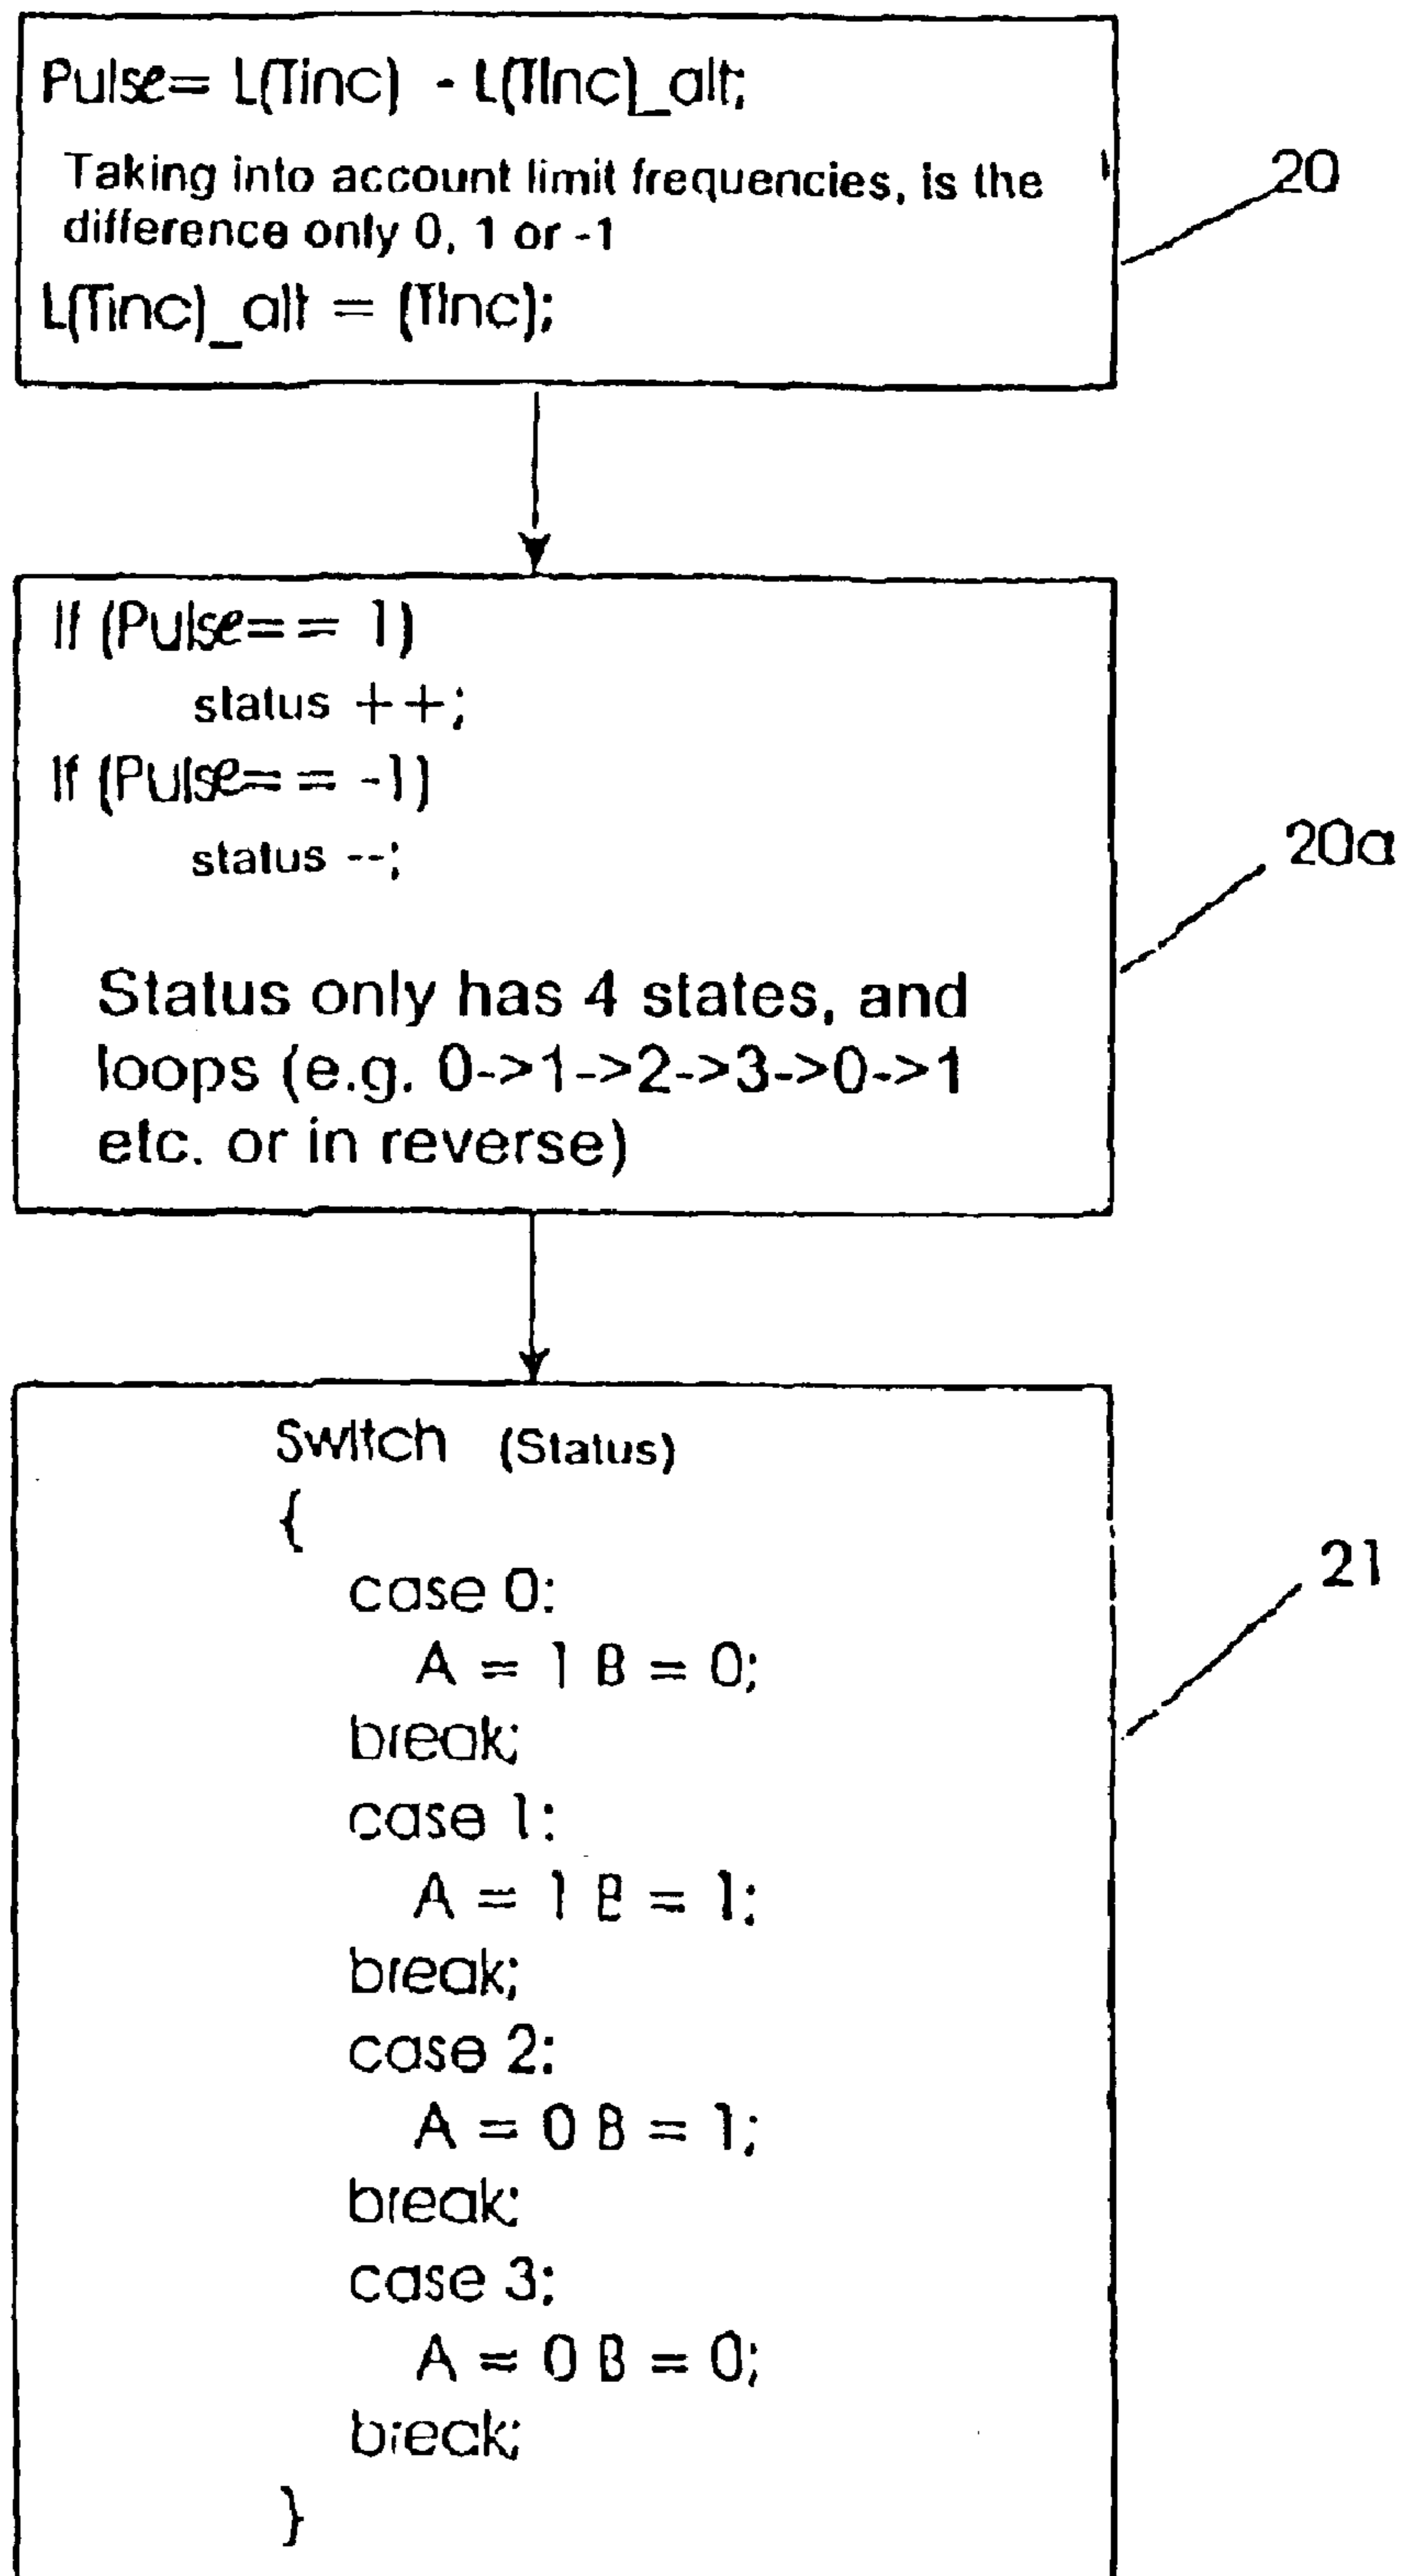 Pulse= L(Tinc) - L(Tinc)_alt;
Taking into account limit frequencies, is the
difference only 0, 1 or -1
L(Tinc)_alt = (Tinc);
20
If (Pulse== 1)
status ++;
If (Pulse== -1)
status --;
20a
Status only has 4 states, and
loops (e.g. 0->1->2->3->0->1
etc. or in reverse)
Switch (Status)
{
21
case 0:
A = 1 B = 0;
break;
case 1:
A = 1 B = 1;
break;
case 2:
A = 0 B = 1;
break;
case 3:
A = 0 B = 0;
break;
}